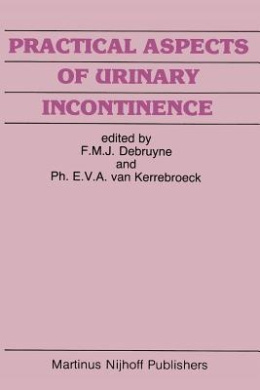 PRACTICAL ASPECTS
OF URINARY
INCONTINENCE
edited by
F.M.J. Debruyne
and
Ph. E.V.A. van Kerrebroeck
Martinus Nijhoff Publishers